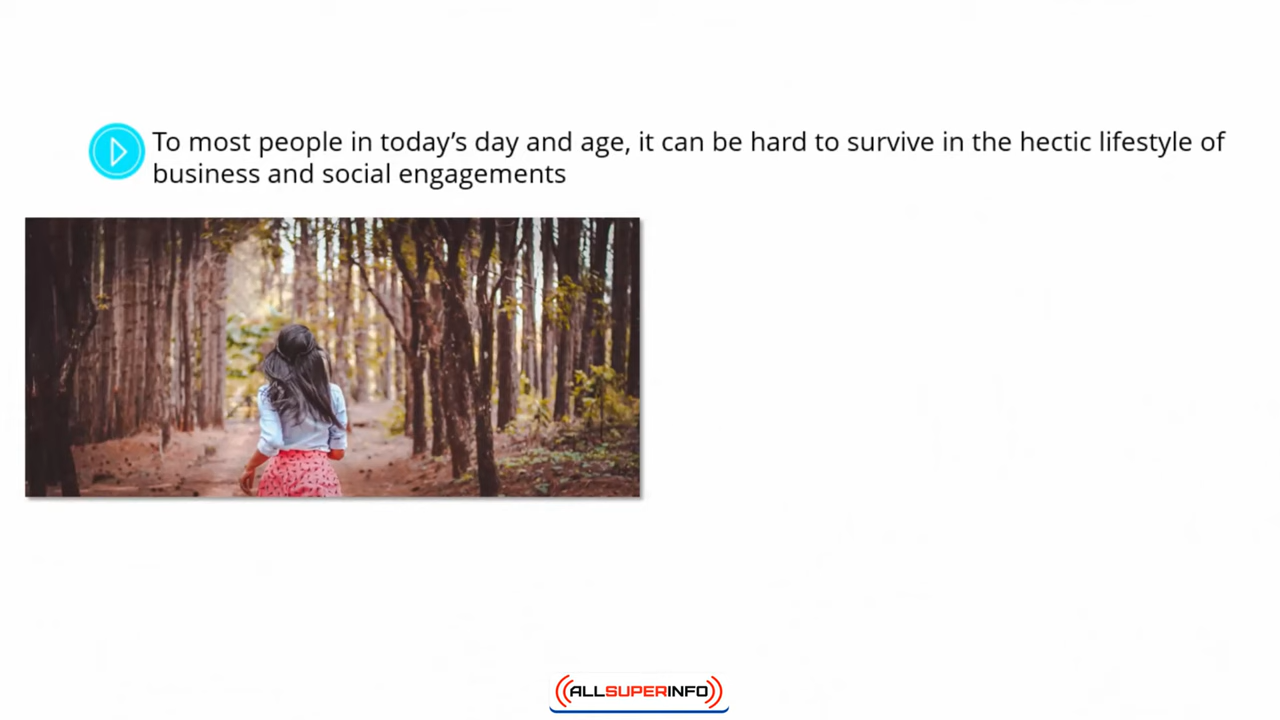 To most people in today’s day and age, it can be hard to survive in the hectic lifestyle of
business and social engagements
ALLSUPERINFO